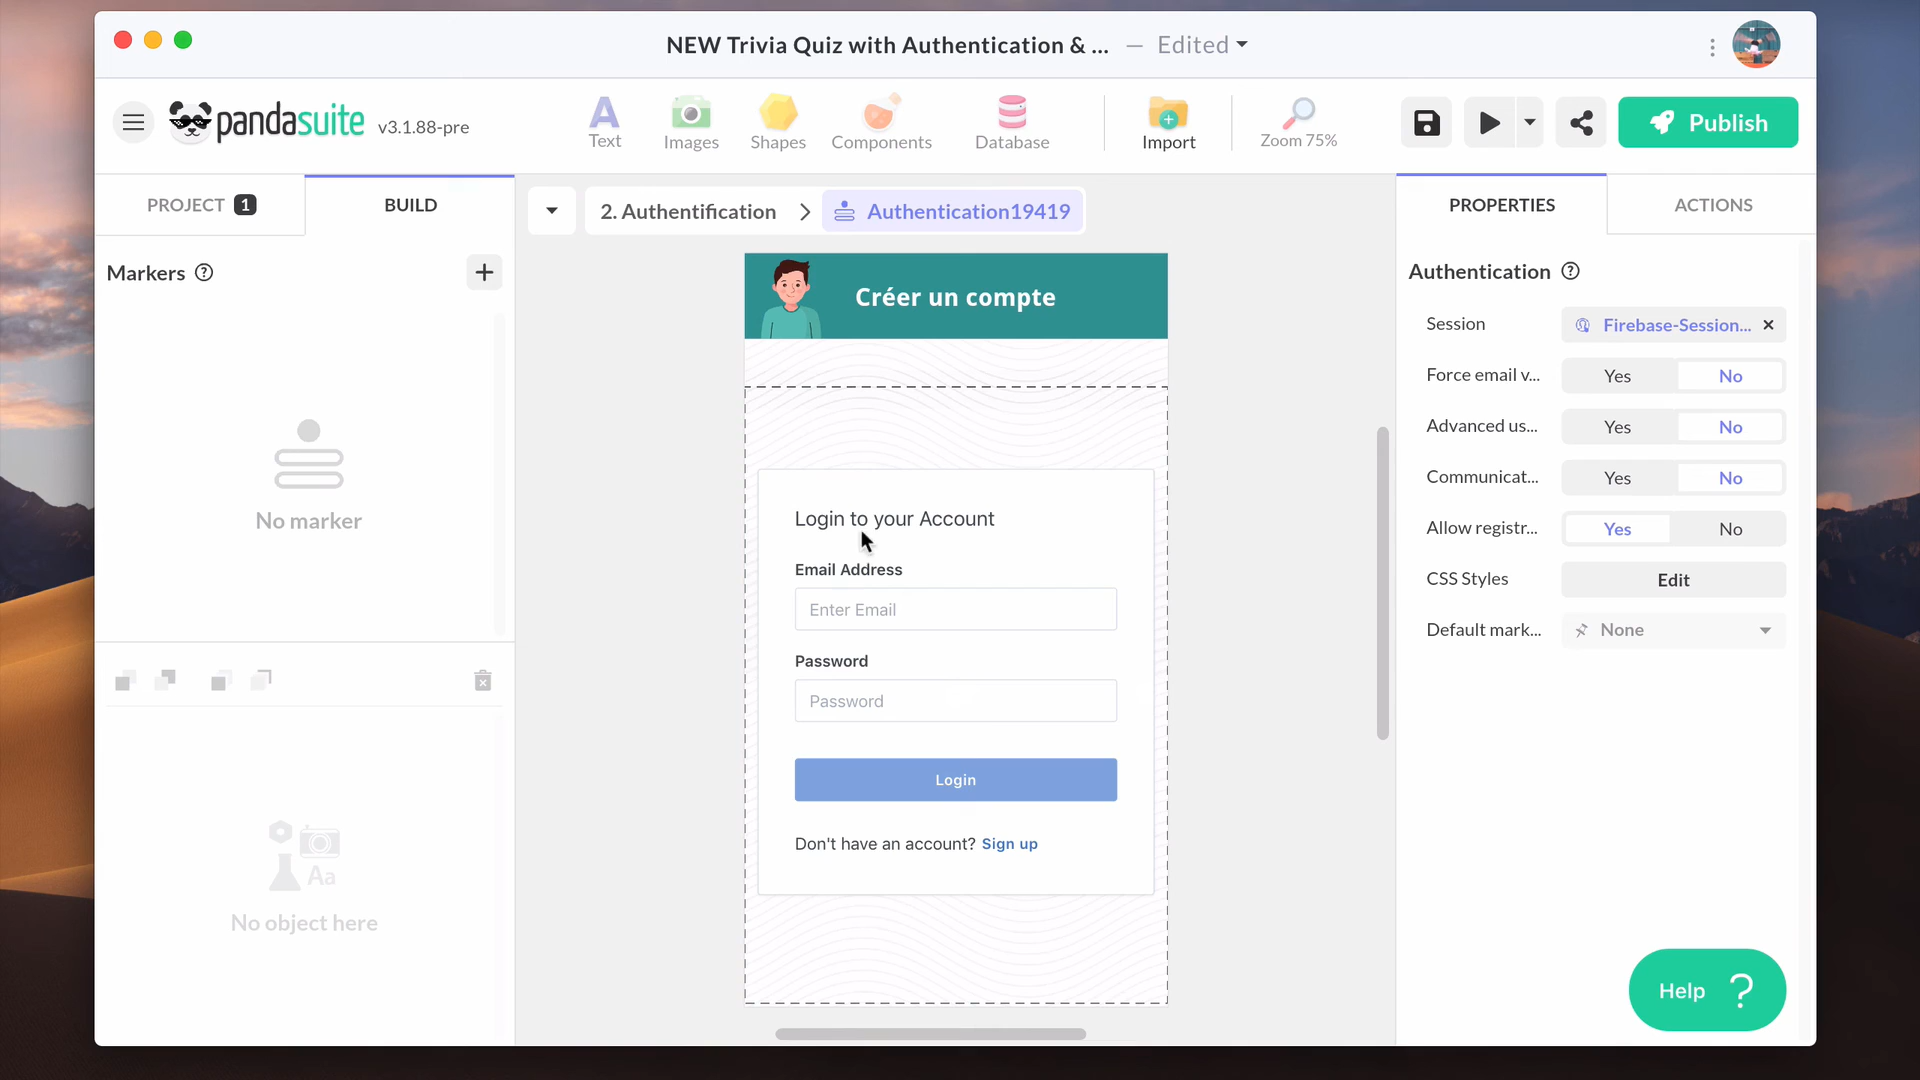 NEW Trivia Quiz with Authentication & ... — Edited
pandasuite v3.1.88-pre
Text
Images
Shapes
Components
Database
Import
Zoom 75%
Publish
PROJECT 1
BUILD
2. Authentification
Authentication19419
PROPERTIES
ACTIONS
Markers ?
No marker
Aa
No object here
Créer un compte
Login to your Account
Email Address
Enter Email
Password
Password
Login
Don't have an account? Sign up
Authentication ?
Session Firebase-Session...
Force email v... Yes No
Advanced us... Yes No
Communicat... Yes No
Allow registr... Yes No
CSS Styles Edit
Default mark... None
Help ?